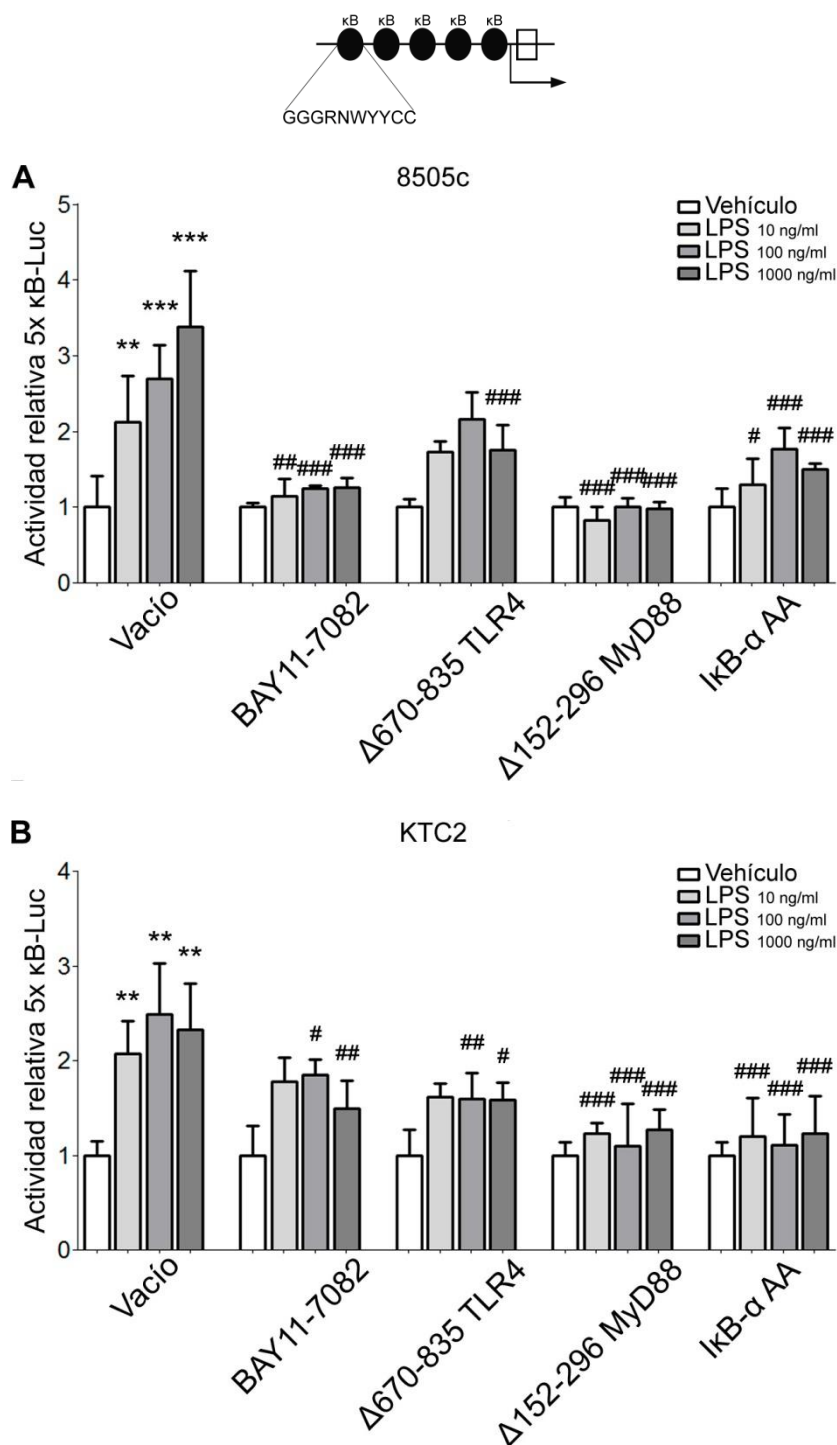 κB κB κB κB κB
GGGRNWYYCC
A
8505c
Actividad relativa 5x κB-Luc
5
4
3
2
1
0
Vehículo
LPS 10 ng/ml
LPS 100 ng/ml
LPS 1000 ng/ml
** *** ***
## ### ###
###
### ### ###
# ### ###
Vacío
BAY11-7082
Δ670-835 TLR4
Δ152-296 MyD88
IκB-α AA
B
KTC2
Actividad relativa 5x κB-Luc
4
3
2
1
0
Vehículo
LPS 10 ng/ml
LPS 100 ng/ml
LPS 1000 ng/ml
** ** **
# ##
## #
### ### ###
### ### ###
Vacío
BAY11-7082
Δ670-835 TLR4
Δ152-296 MyD88
IκB-α AA